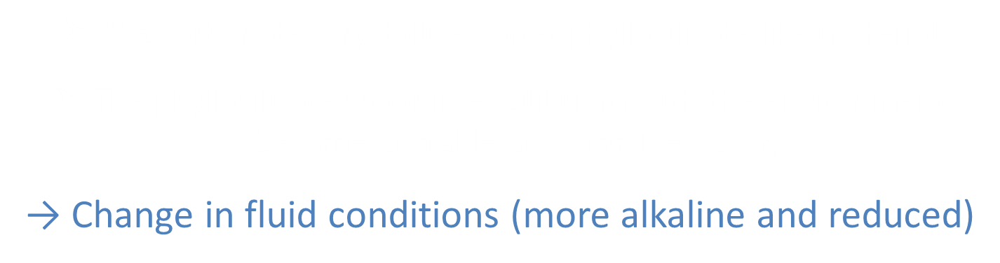 → Change in fluid conditions (more alkaline and reduced)